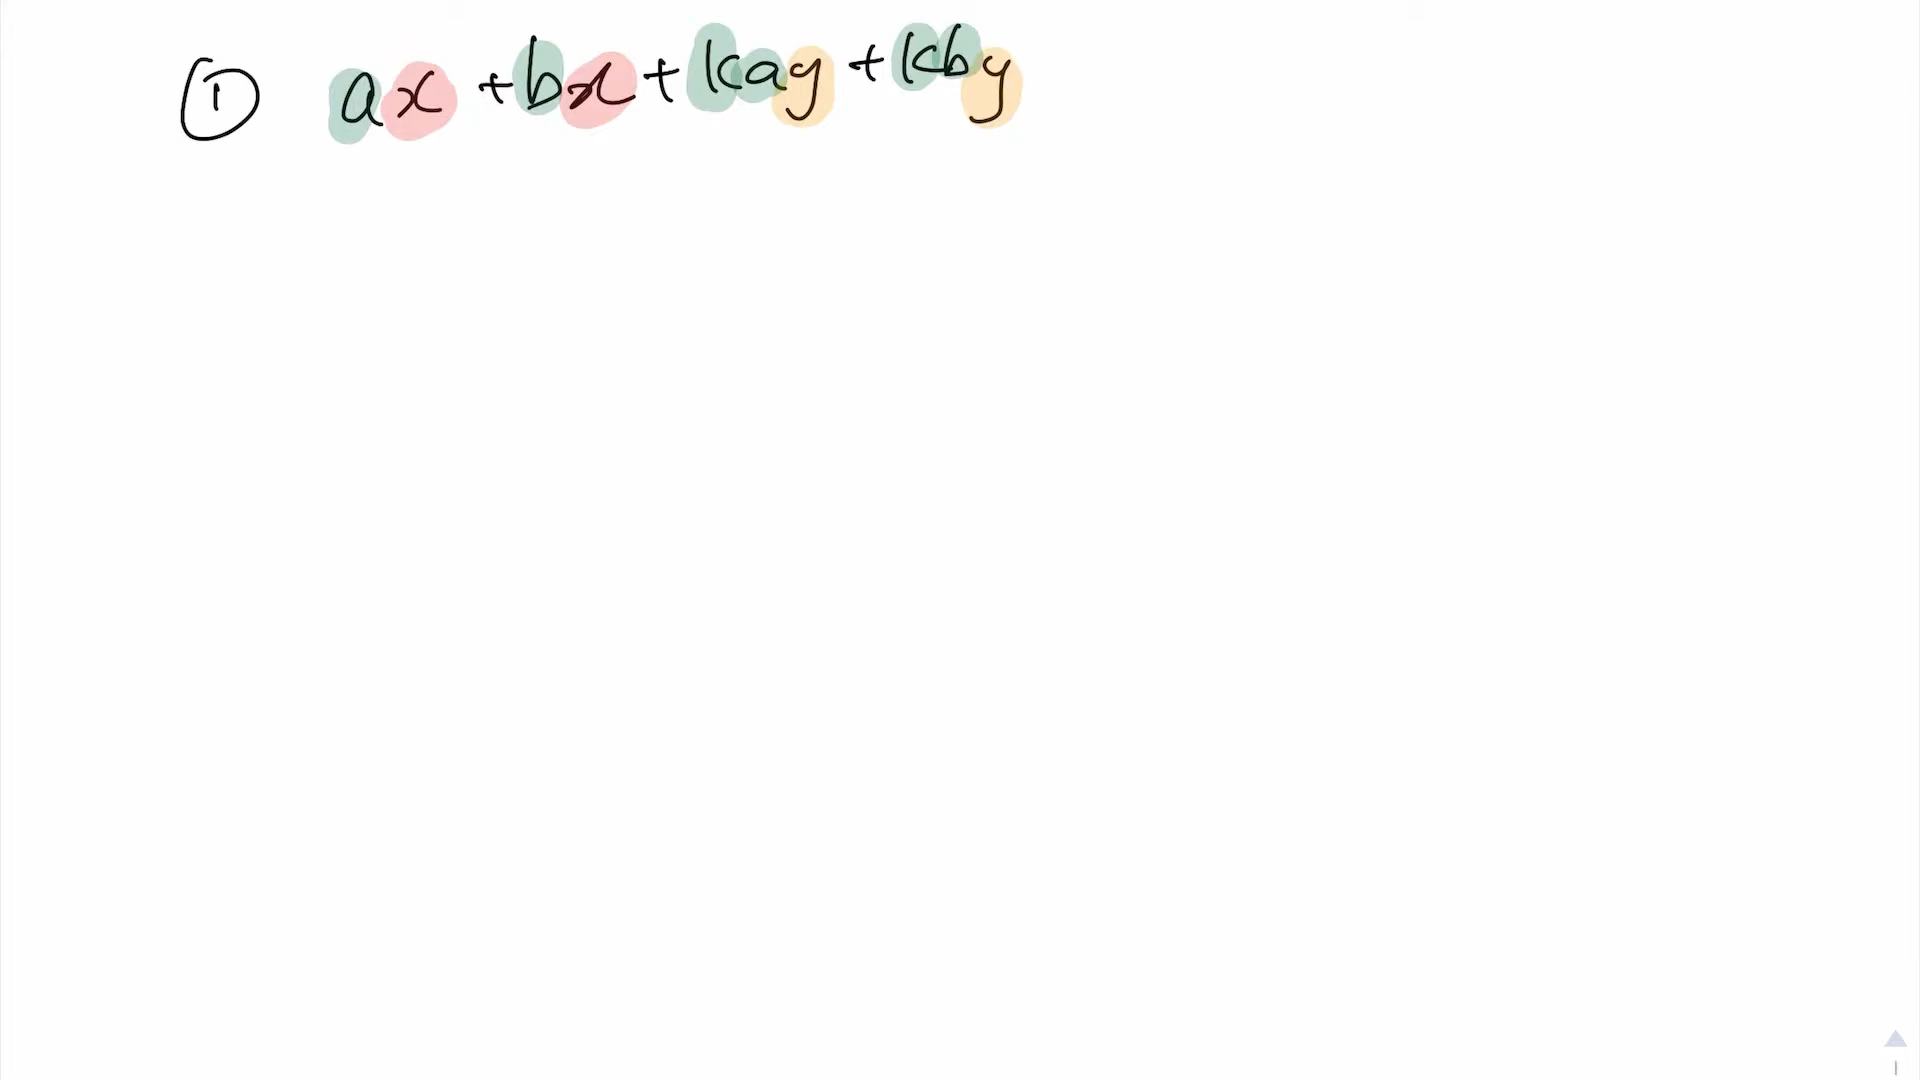 ① ax + bx + kay + kby